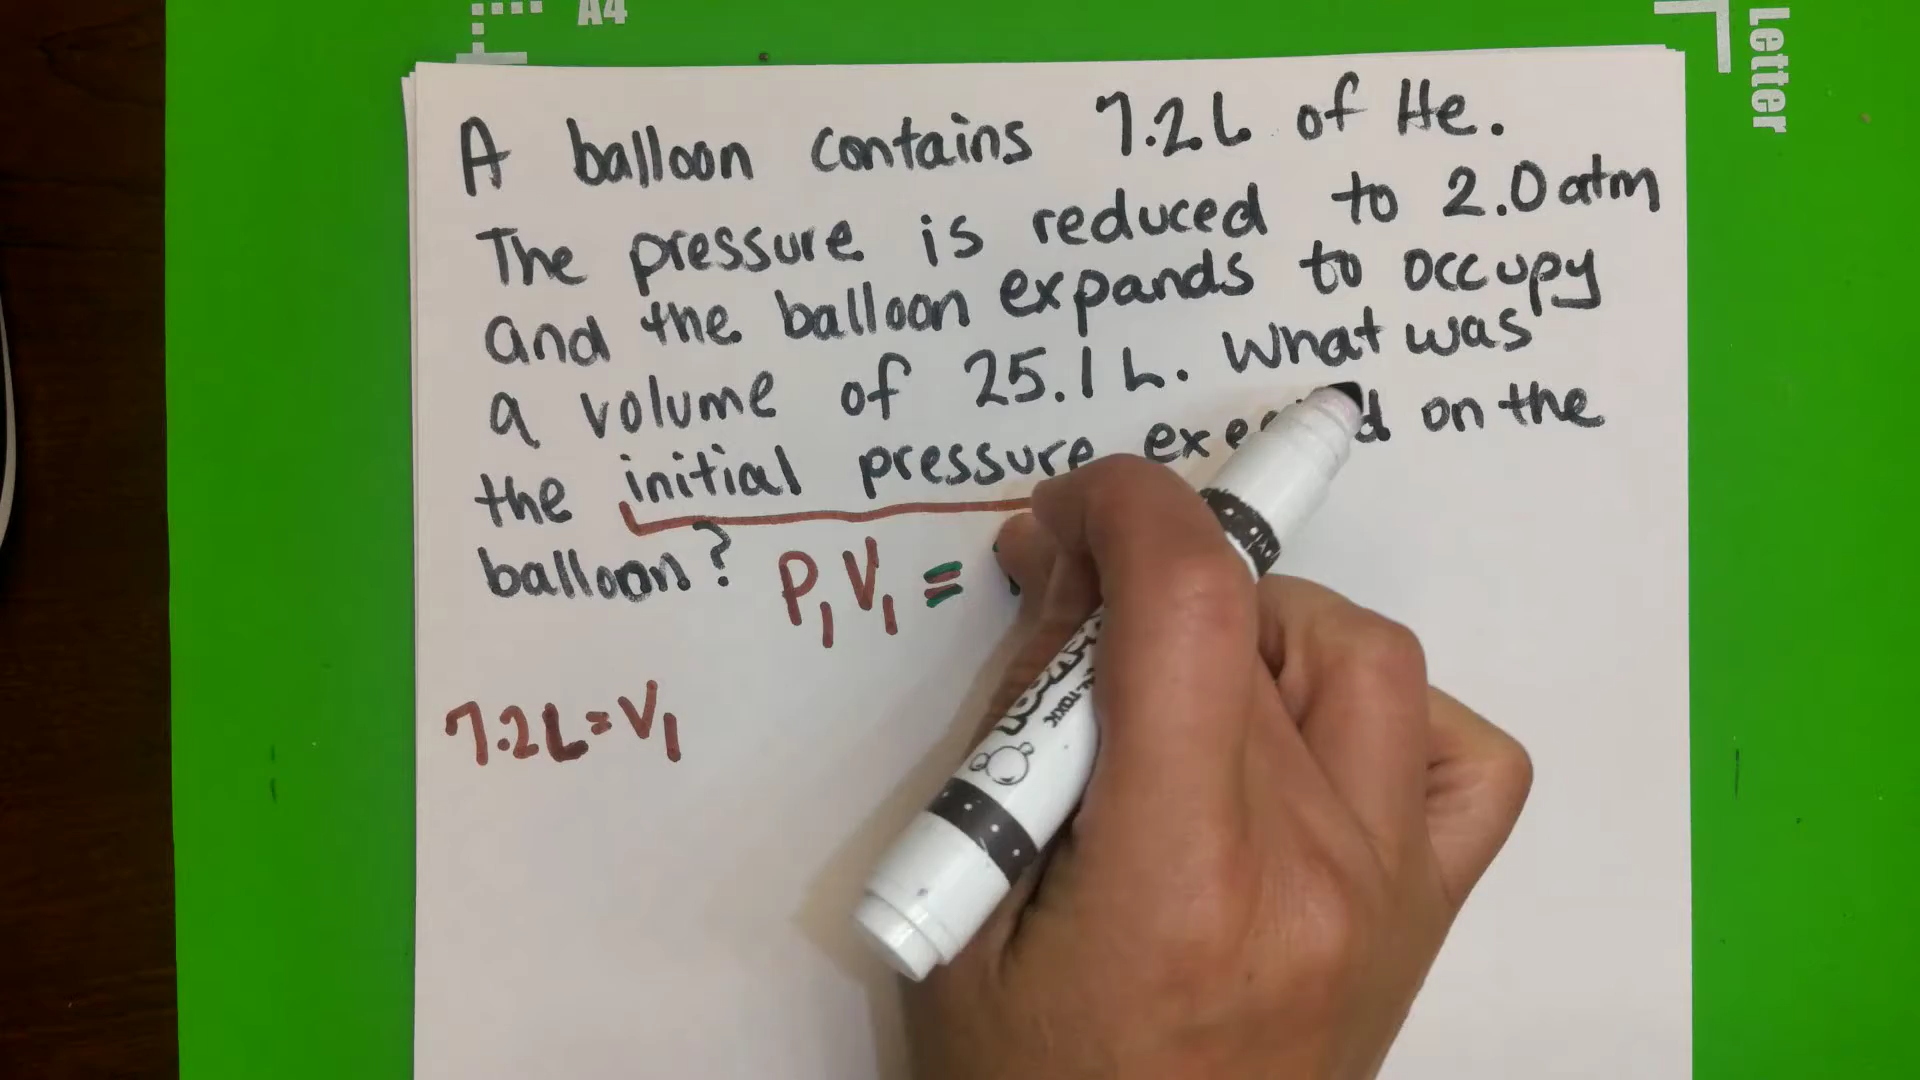 A4
Letter
A balloon contains 7.2L of He.
The pressure is reduced to 2.0 atm
and the balloon expands to occupy
a volume of 25.1 L. What was
the initial pressure on the
balloon? P₁V₁ =
7.2L=V₁